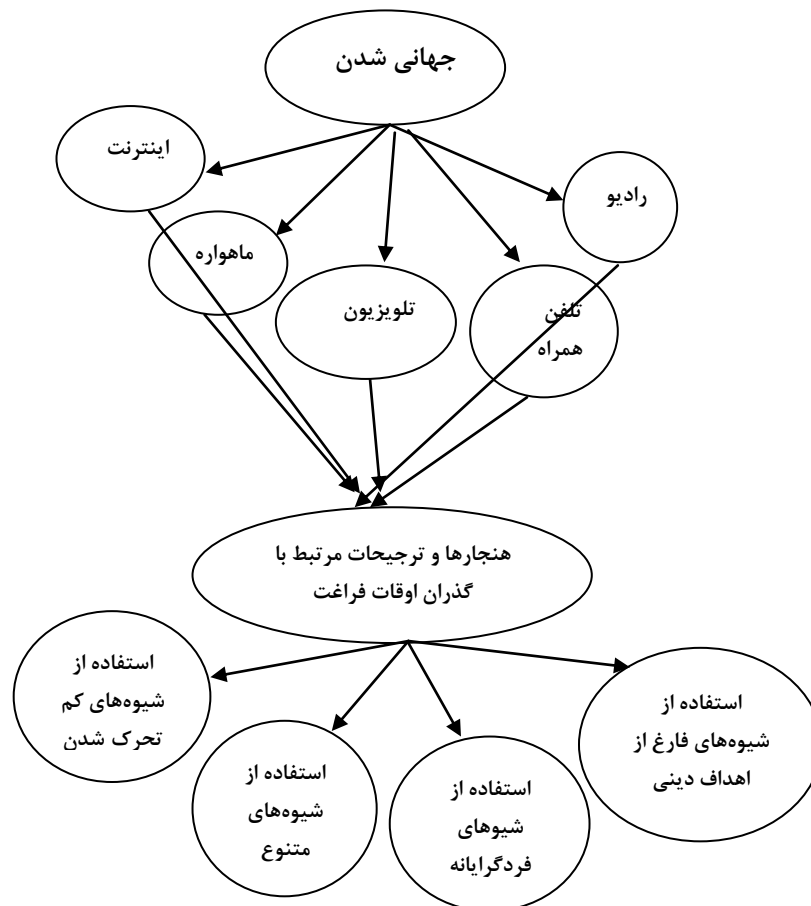 جهانی شدن
اینترنت
رادیو
ماهواره
تلویزیون
تلفن
همراه
هنجارها و ترجیحات مرتبط با
گذران اوقات فراغت
استفاده از
شیوه‌های فارغ از
اهداف دینی
استفاده از
شیوهای
فردگرایانه
استفاده از
شیوه‌های
متنوع
استفاده از
شیوه‌های کم
تحرک شدن